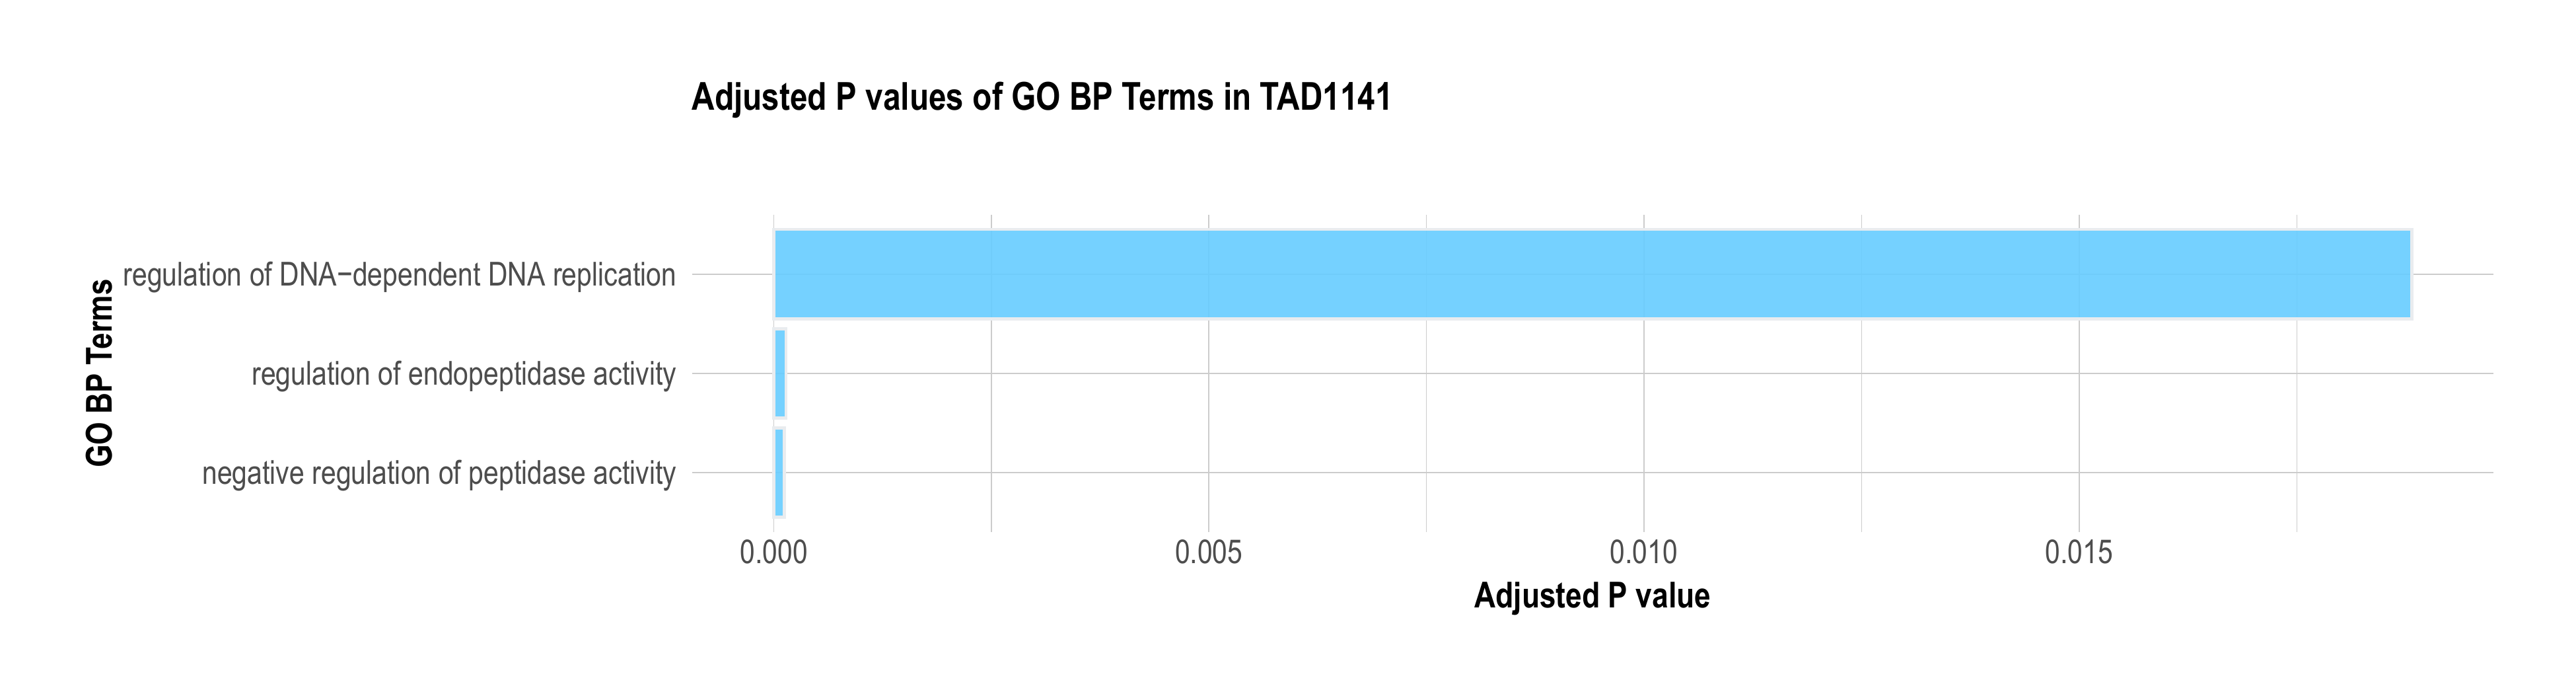 Adjusted P values of GO BP Terms in TAD1141
GO BP Terms
regulation of DNA−dependent DNA replication
regulation of endopeptidase activity
negative regulation of peptidase activity
0.000 0.005 0.010 0.015
Adjusted P value